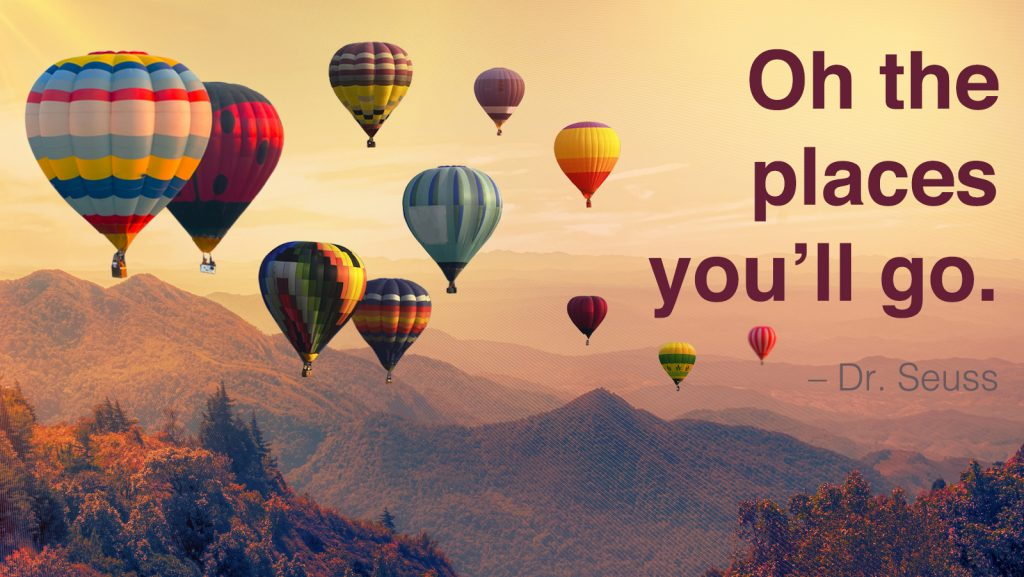 Oh the
places
you’ll go.
– Dr. Seuss